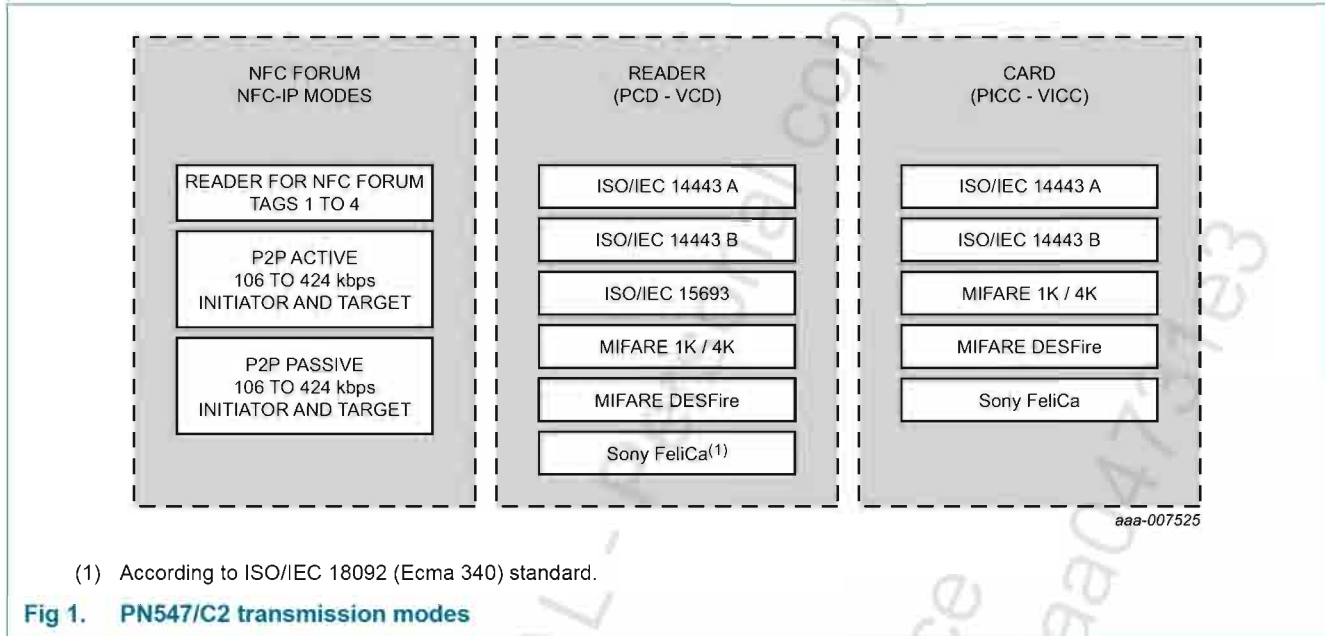 NFC FORUM
NFC-IP MODES
READER FOR NFC FORUM
TAGS 1 TO 4
P2P ACTIVE
106 TO 424 kbps
INITIATOR AND TARGET
P2P PASSIVE
106 TO 424 kbps
INITIATOR AND TARGET
READER
(PCD - VCD)
ISO/IEC 14443 A
ISO/IEC 14443 B
ISO/IEC 15693
MIFARE 1K / 4K
MIFARE DESFire
Sony FeliCa(1)
CARD
(PICC - VICC)
ISO/IEC 14443 A
ISO/IEC 14443 B
MIFARE 1K / 4K
MIFARE DESFire
Sony FeliCa
aaa-007525
(1) According to ISO/IEC 18092 (Ecma 340) standard.
Fig 1. PN547/C2 transmission modes